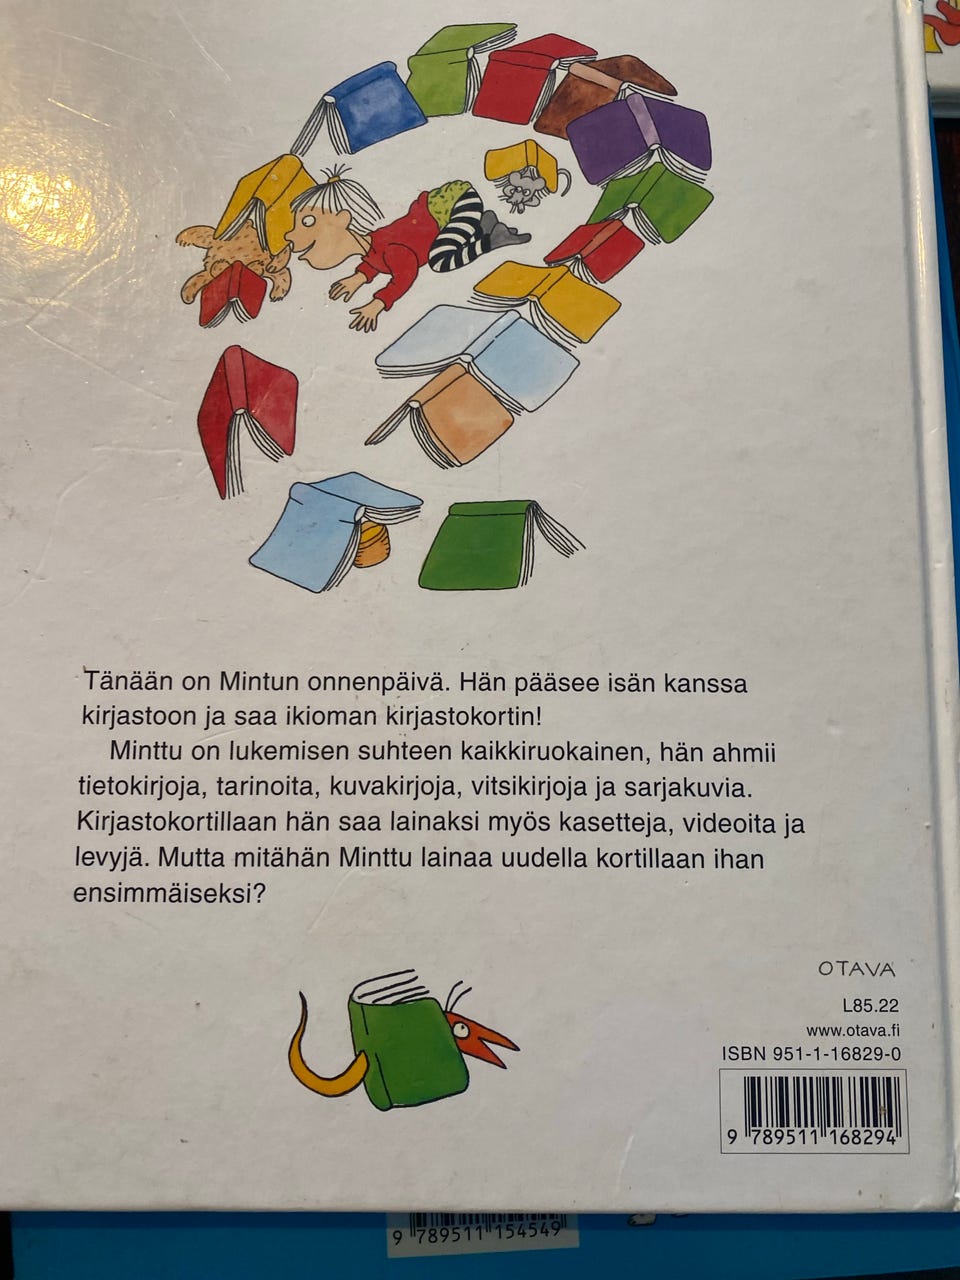 Tänään on Mintun onnenpäivä. Hän pääsee isän kanssa
kirjastoon ja saa ikioman kirjastokortin!
Minttu on lukemisen suhteen kaikkiruokainen, hän ahmii
tietokirjoja, tarinoita, kuvakirjoja, vitsikirjoja ja sarjakuvia.
Kirjastokortillaan hän saa lainaksi myös kasetteja, videoita ja
levyjä. Mutta mitähän Minttu lainaa uudella kortillaan ihan
ensimmäiseksi?
OTAVA
L85.22
www.otava.fi
ISBN 951-1-16829-0
9 789511 168294
9 789511 154549